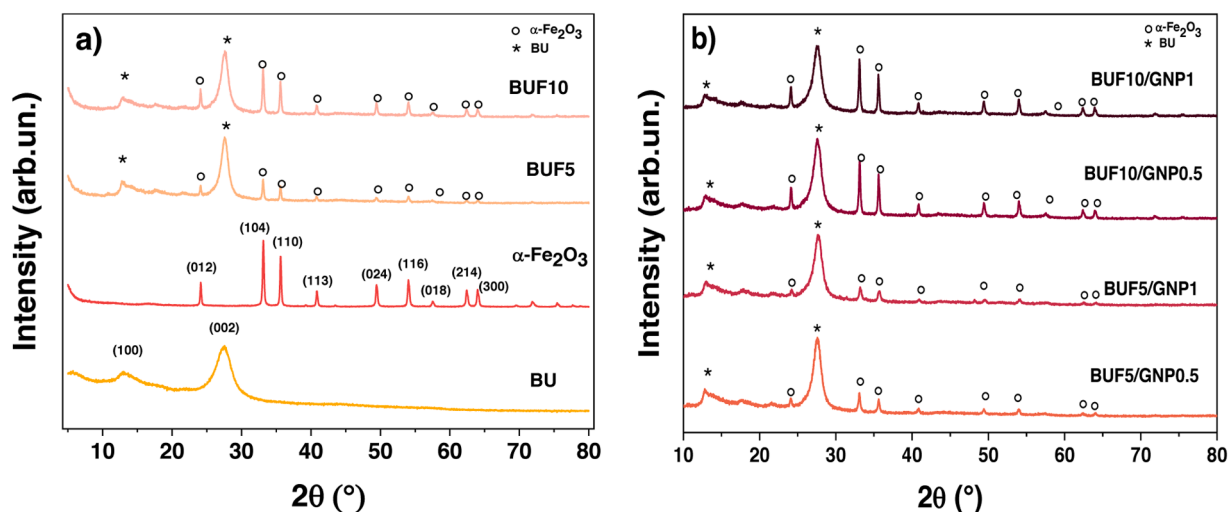 a)
o α-Fe₂O₃
* BU
BUF10
BUF5
α-Fe₂O₃
(012)
(104)
(110)
(113)
(024)
(116)
(018)
(214)
(300)
BU
(100)
(002)
Intensity (arb.un.)
10 20 30 40 50 60 70 80
2θ (°)
b)
o α-Fe₂O₃
* BU
BUF10/GNP1
BUF10/GNP0.5
BUF5/GNP1
BUF5/GNP0.5
Intensity (arb.un.)
10 20 30 40 50 60 70 80
2θ (°)